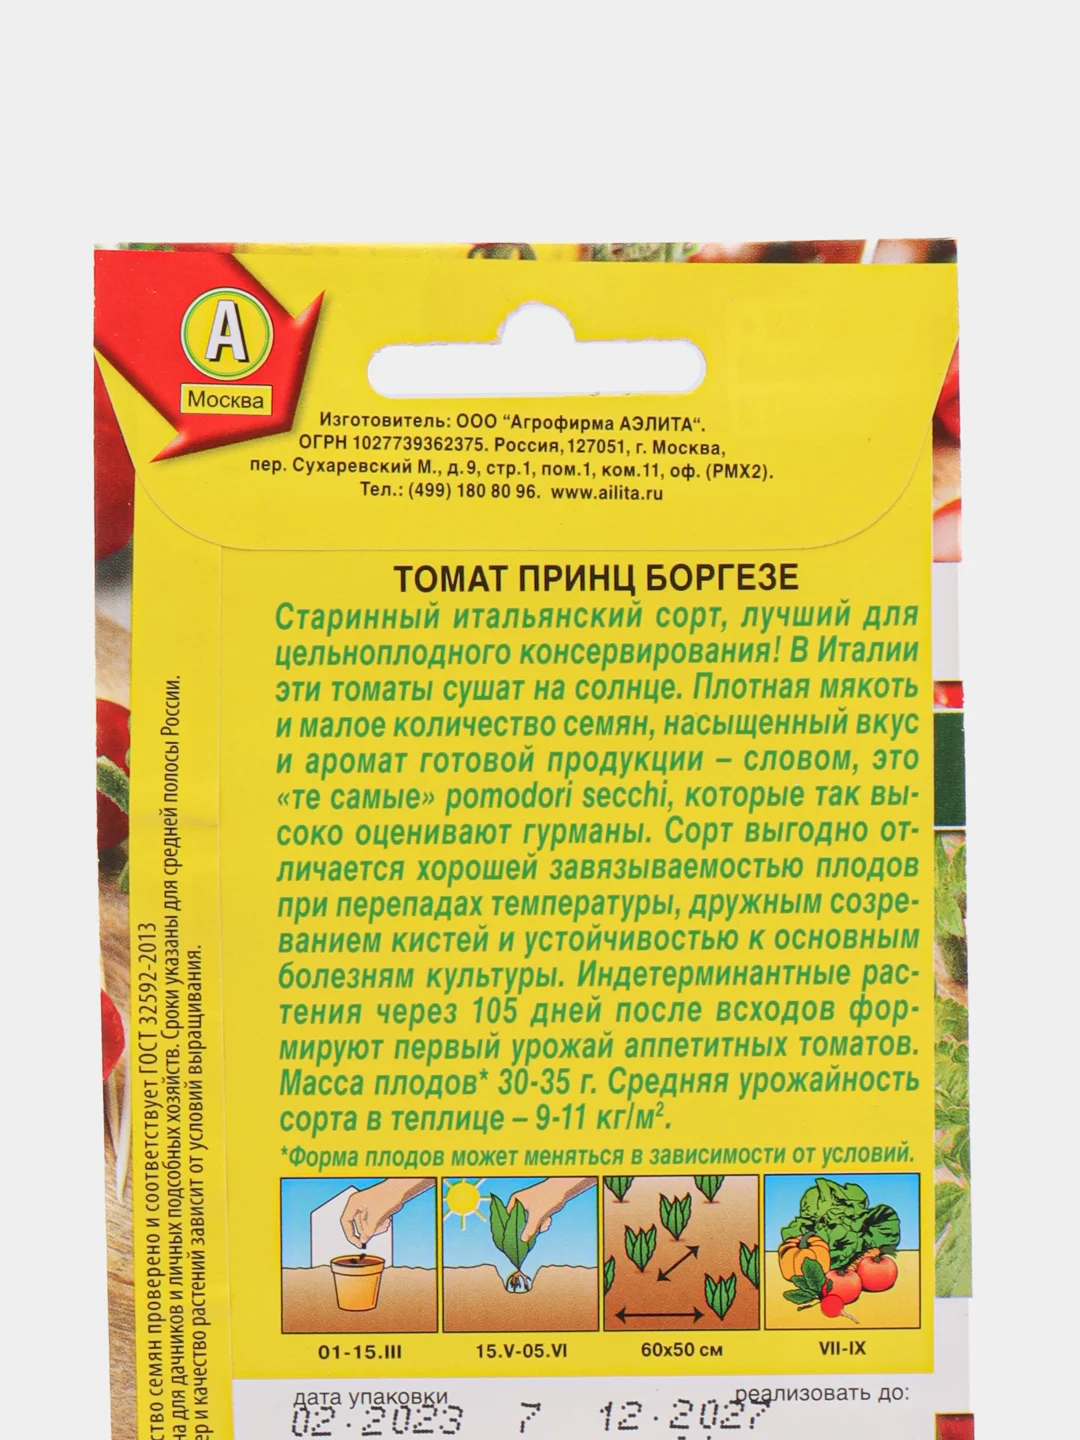 А
Москва
Изготовитель: ООО “Агрофирма АЭЛИТА“.
ОГРН 1027739362375. Россия, 127051, г. Москва,
пер. Сухаревский М., д.9, стр.1, пом.1, ком.11, оф. (РМХ2).
Тел.: (499) 180 80 96. www.ailita.ru
ТОМАТ ПРИНЦ БОРГЕЗЕ
Старинный итальянский сорт, лучший для
цельноплодного консервирования! В Италии
эти томаты сушат на солнце. Плотная мякоть
и малое количество семян, насыщенный вкус
и аромат готовой продукции – словом, это
«те самые» pomodori secchi, которые так вы-
соко оценивают гурманы. Сорт выгодно от-
личается хорошей завязываемостью плодов
при перепадах температуры, дружным созре-
ванием кистей и устойчивостью к основным
болезням культуры. Индетерминантные рас-
тения через 105 дней после всходов фор-
мируют первый урожай аппетитных томатов.
Масса плодов* 30-35 г. Средняя урожайность
сорта в теплице – 9-11 кг/м².
*Форма плодов может меняться в зависимости от условий.
01-15.III 15.V-05.VI 60х50 см VII-IX
дата упаковки реализовать до:
02.2023 7 12.2027
семян проверено и соответствует ГОСТ 32592-2013
для дачников и личных подсобных хозяйств. Сроки указаны для средней полосы России.
и качество растений зависит от условий выращивания.